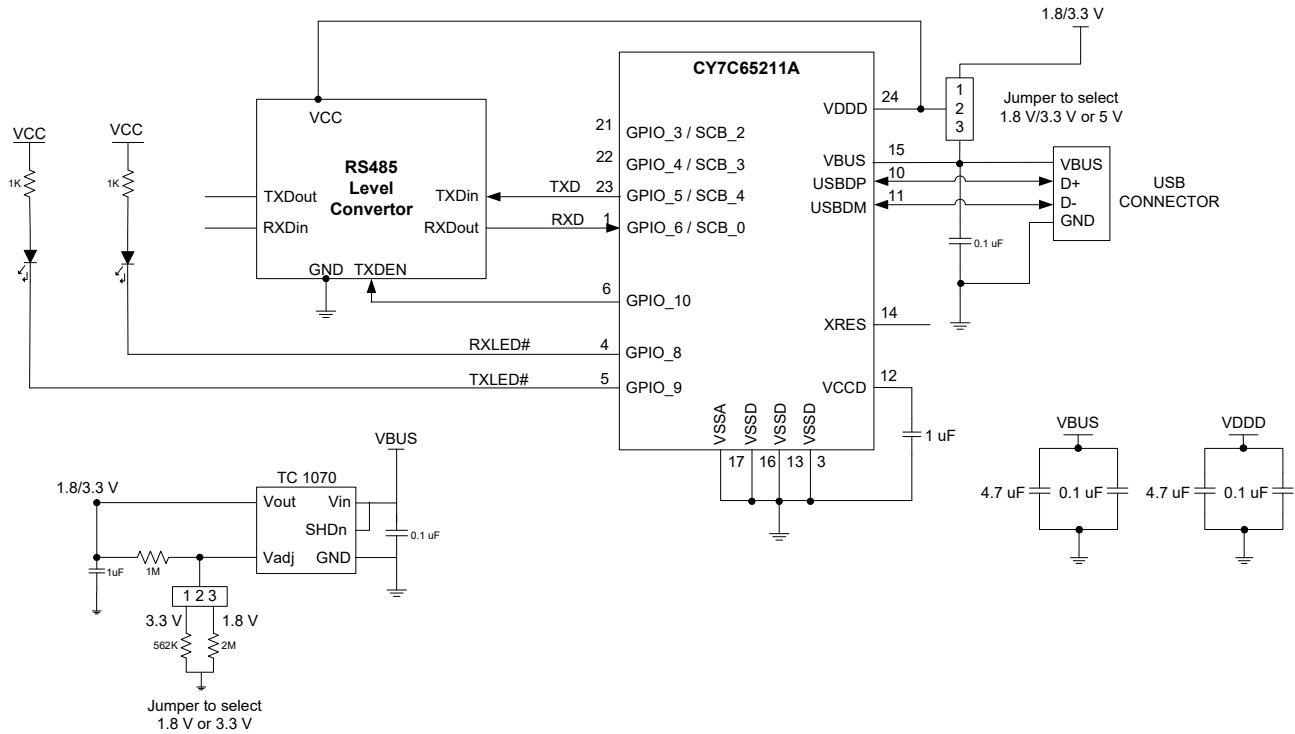 1.8/3.3 V
CY7C65211A
VCC
RS485
Level
Convertor
TXDout
RXDin
TXDin
RXDout
GND TXDEN
VCC
1K
VCC
1K
TXD
RXD
RXLED#
TXLED#
21 GPIO_3 / SCB_2
22 GPIO_4 / SCB_3
23 GPIO_5 / SCB_4
1 GPIO_6 / SCB_0
6 GPIO_10
4 GPIO_8
5 GPIO_9
VDDD 24
VBUS 15
USBDP 10
USBDM 11
XRES 14
VCCD 12
VSSA
VSSD
VSSD
VSSD
17 16 13 3
1
2
3
Jumper to select
1.8 V/3.3 V or 5 V
VBUS
D+
D-
GND
USB
CONNECTOR
0.1 uF
1 uF
VBUS
4.7 uF 0.1 uF
VDDD
4.7 uF 0.1 uF
VBUS
TC 1070
1.8/3.3 V
Vout Vin
SHDn
Vadj GND
0.1 uF
1uF
1M
1 2 3
3.3 V 1.8 V
562K 2M
Jumper to select
1.8 V or 3.3 V